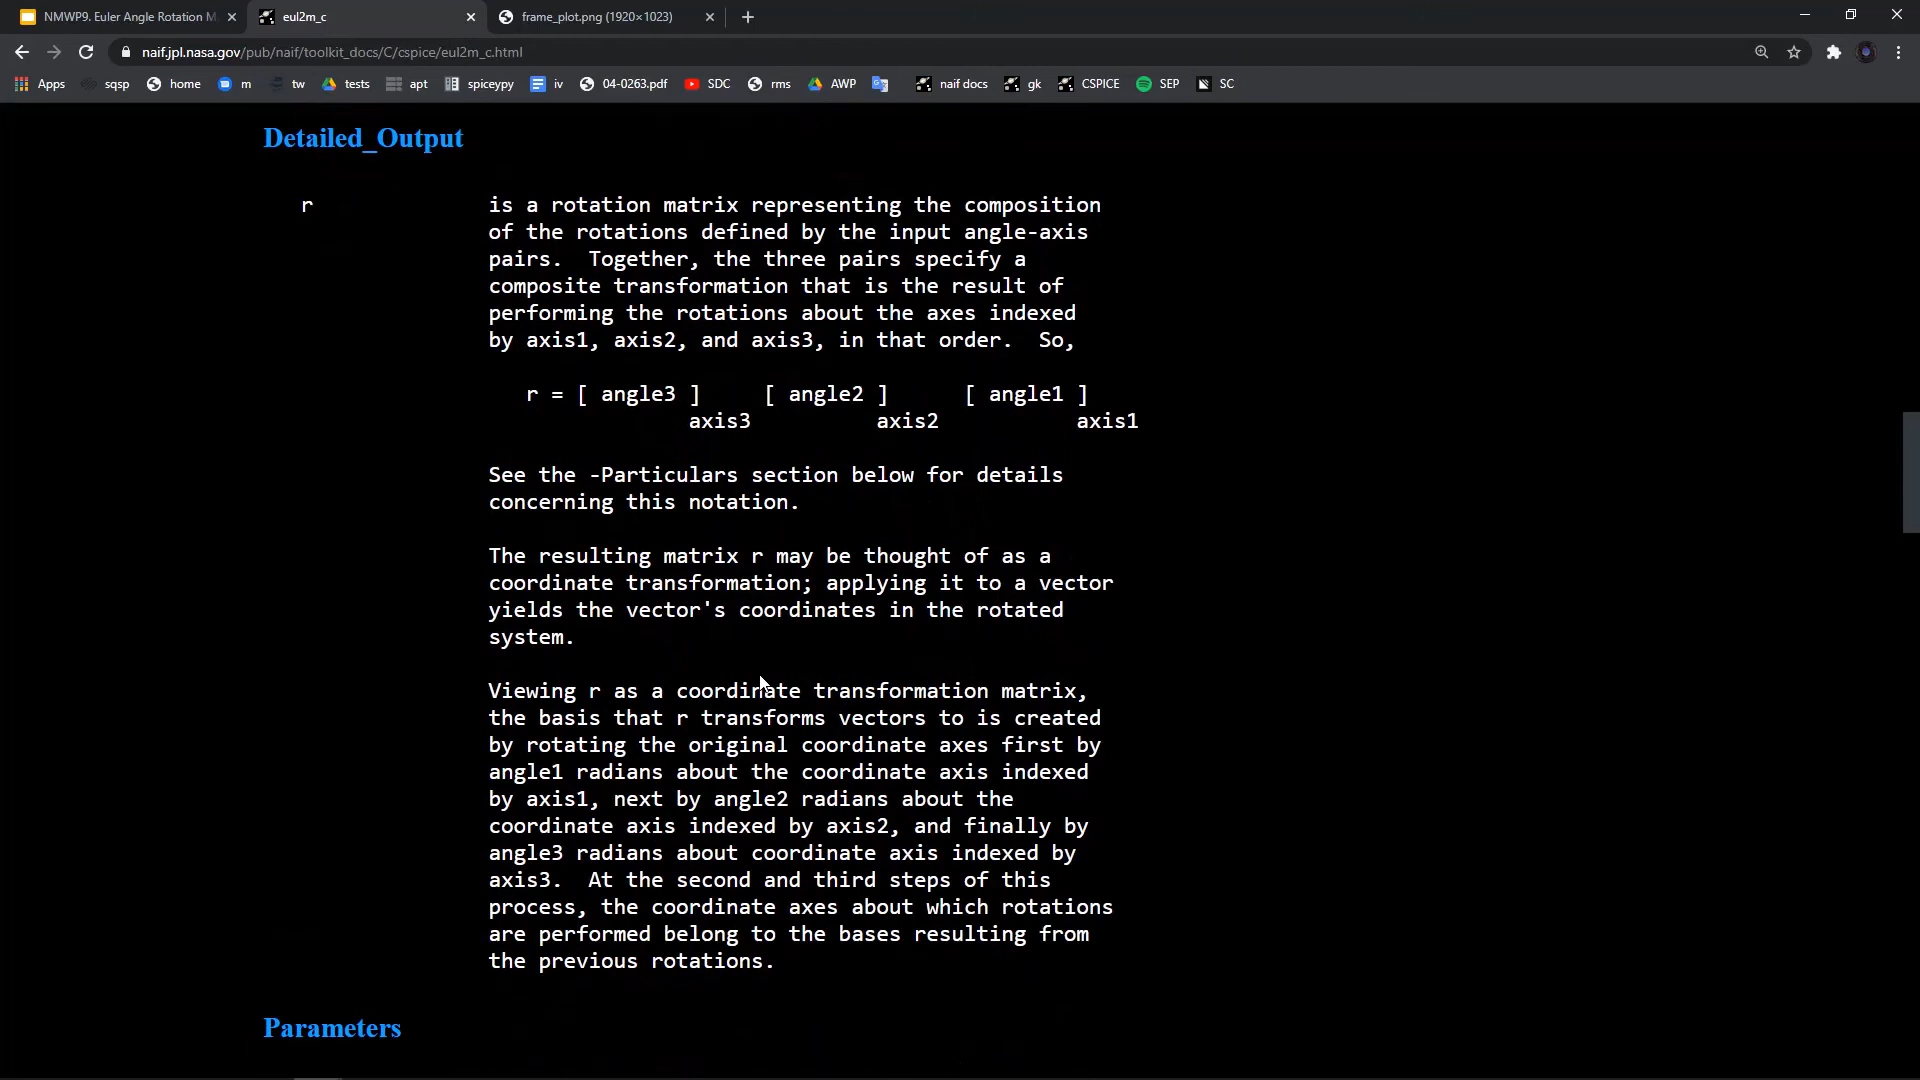 NMWP9. Euler Angle Rotation M
eul2m_c
frame_plot.png (1920×1023)
naif.jpl.nasa.gov/pub/naif/toolkit_docs/C/cspice/eul2m_c.html
Apps sqsp home m tw tests apt spiceypy iv 04-0263.pdf SDC rms AWP naif docs gk CSPICE SEP SC
Detailed_Output
r is a rotation matrix representing the composition
of the rotations defined by the input angle-axis
pairs.  Together, the three pairs specify a
composite transformation that is the result of
performing the rotations about the axes indexed
by axis1, axis2, and axis3, in that order.  So,
r = [ angle3 ] [ angle2 ] [ angle1 ]
axis3 axis2 axis1
See the -Particulars section below for details
concerning this notation.
The resulting matrix r may be thought of as a
coordinate transformation; applying it to a vector
yields the vector's coordinates in the rotated
system.
Viewing r as a coordinate transformation matrix,
the basis that r transforms vectors to is created
by rotating the original coordinate axes first by
angle1 radians about the coordinate axis indexed
by axis1, next by angle2 radians about the
coordinate axis indexed by axis2, and finally by
angle3 radians about coordinate axis indexed by
axis3.  At the second and third steps of this
process, the coordinate axes about which rotations
are performed belong to the bases resulting from
the previous rotations.
Parameters